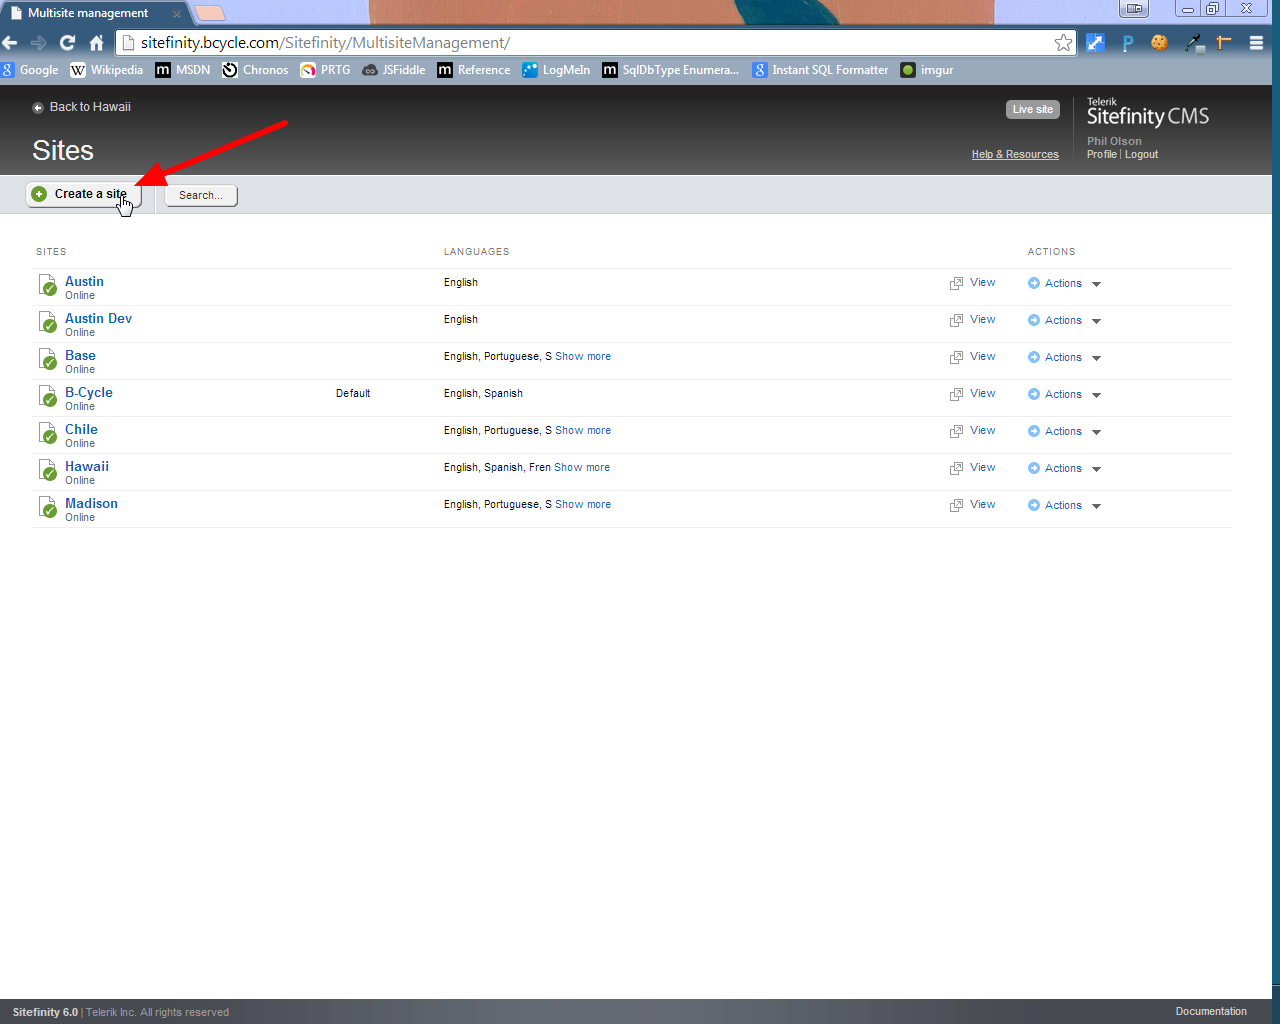 Multisite management
sitefinity.bcycle.com/Sitefinity/MultisiteManagement/
Google Wikipedia MSDN Chronos PRTG JSFiddle Reference LogMeIn SqlDbType Enumera... Instant SQL Formatter imgur
Back to Hawaii
Live site
Telerik
Sitefinity CMS
Phil Olson
Profile | Logout
Help & Resources
Sites
Create a site Search...
SITES LANGUAGES ACTIONS
Austin English View Actions
Online
Austin Dev English View Actions
Online
Base English, Portuguese, S Show more View Actions
Online
B-Cycle Default English, Spanish View Actions
Online
Chile English, Portuguese, S Show more View Actions
Online
Hawaii English, Spanish, Fren Show more View Actions
Online
Madison English, Portuguese, S Show more View Actions
Online
Sitefinity 6.0 | Telerik Inc. All rights reserved Documentation